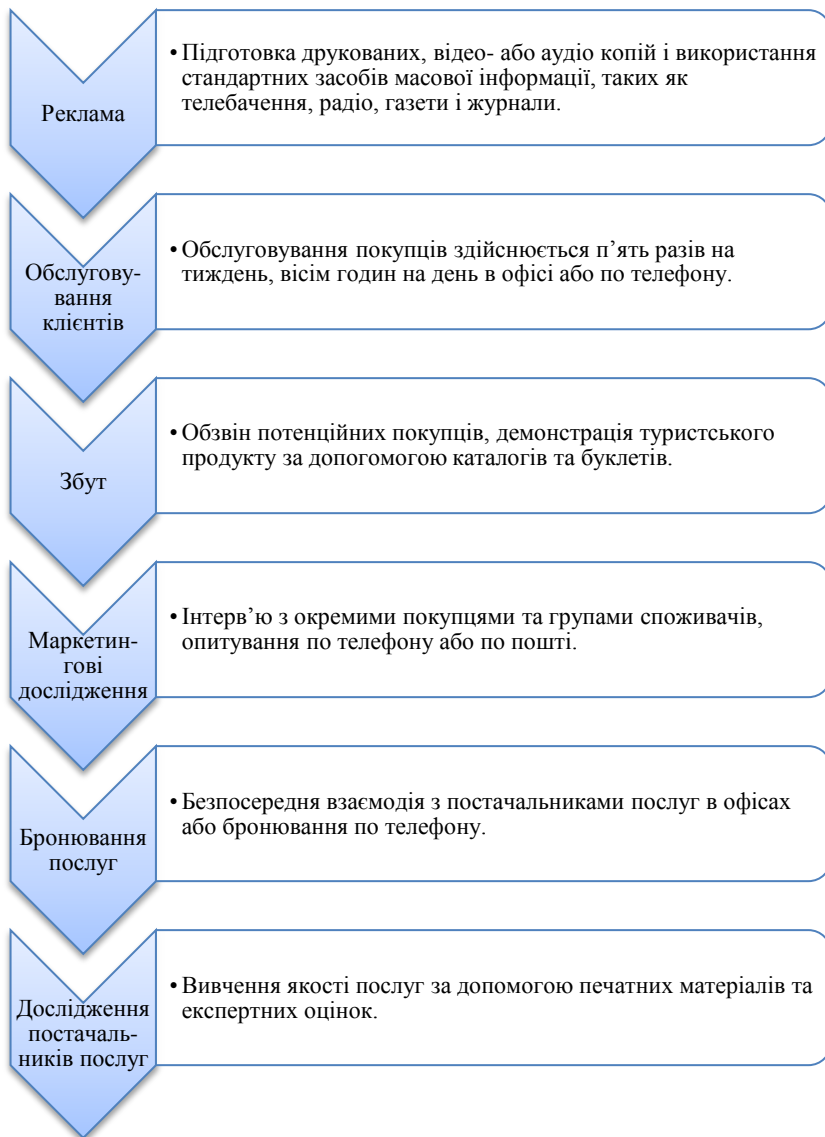 Реклама
• Підготовка друкованих, відео- або аудіо копій і використання
стандартних засобів масової інформації, таких як
телебачення, радіо, газети і журнали.
Обслугову-
вання
клієнтів
• Обслуговування покупців здійснюється п’ять разів на
тиждень, вісім годин на день в офісі або по телефону.
Збут
• Обзвін потенційних покупців, демонстрація туристського
продукту за допогомогою каталогів та буклетів.
Маркетин-
гові
дослідження
• Інтерв’ю з окремими покупцями та групами споживачів,
опитування по телефону або по пошті.
Бронювання
послуг
• Безпосередня взаємодія з постачальниками послуг в офісах
або бронювання по телефону.
Дослідження
постачаль-
ників послуг
• Вивчення якості послуг за допомогою печатних матеріалів та
експертних оцінок.